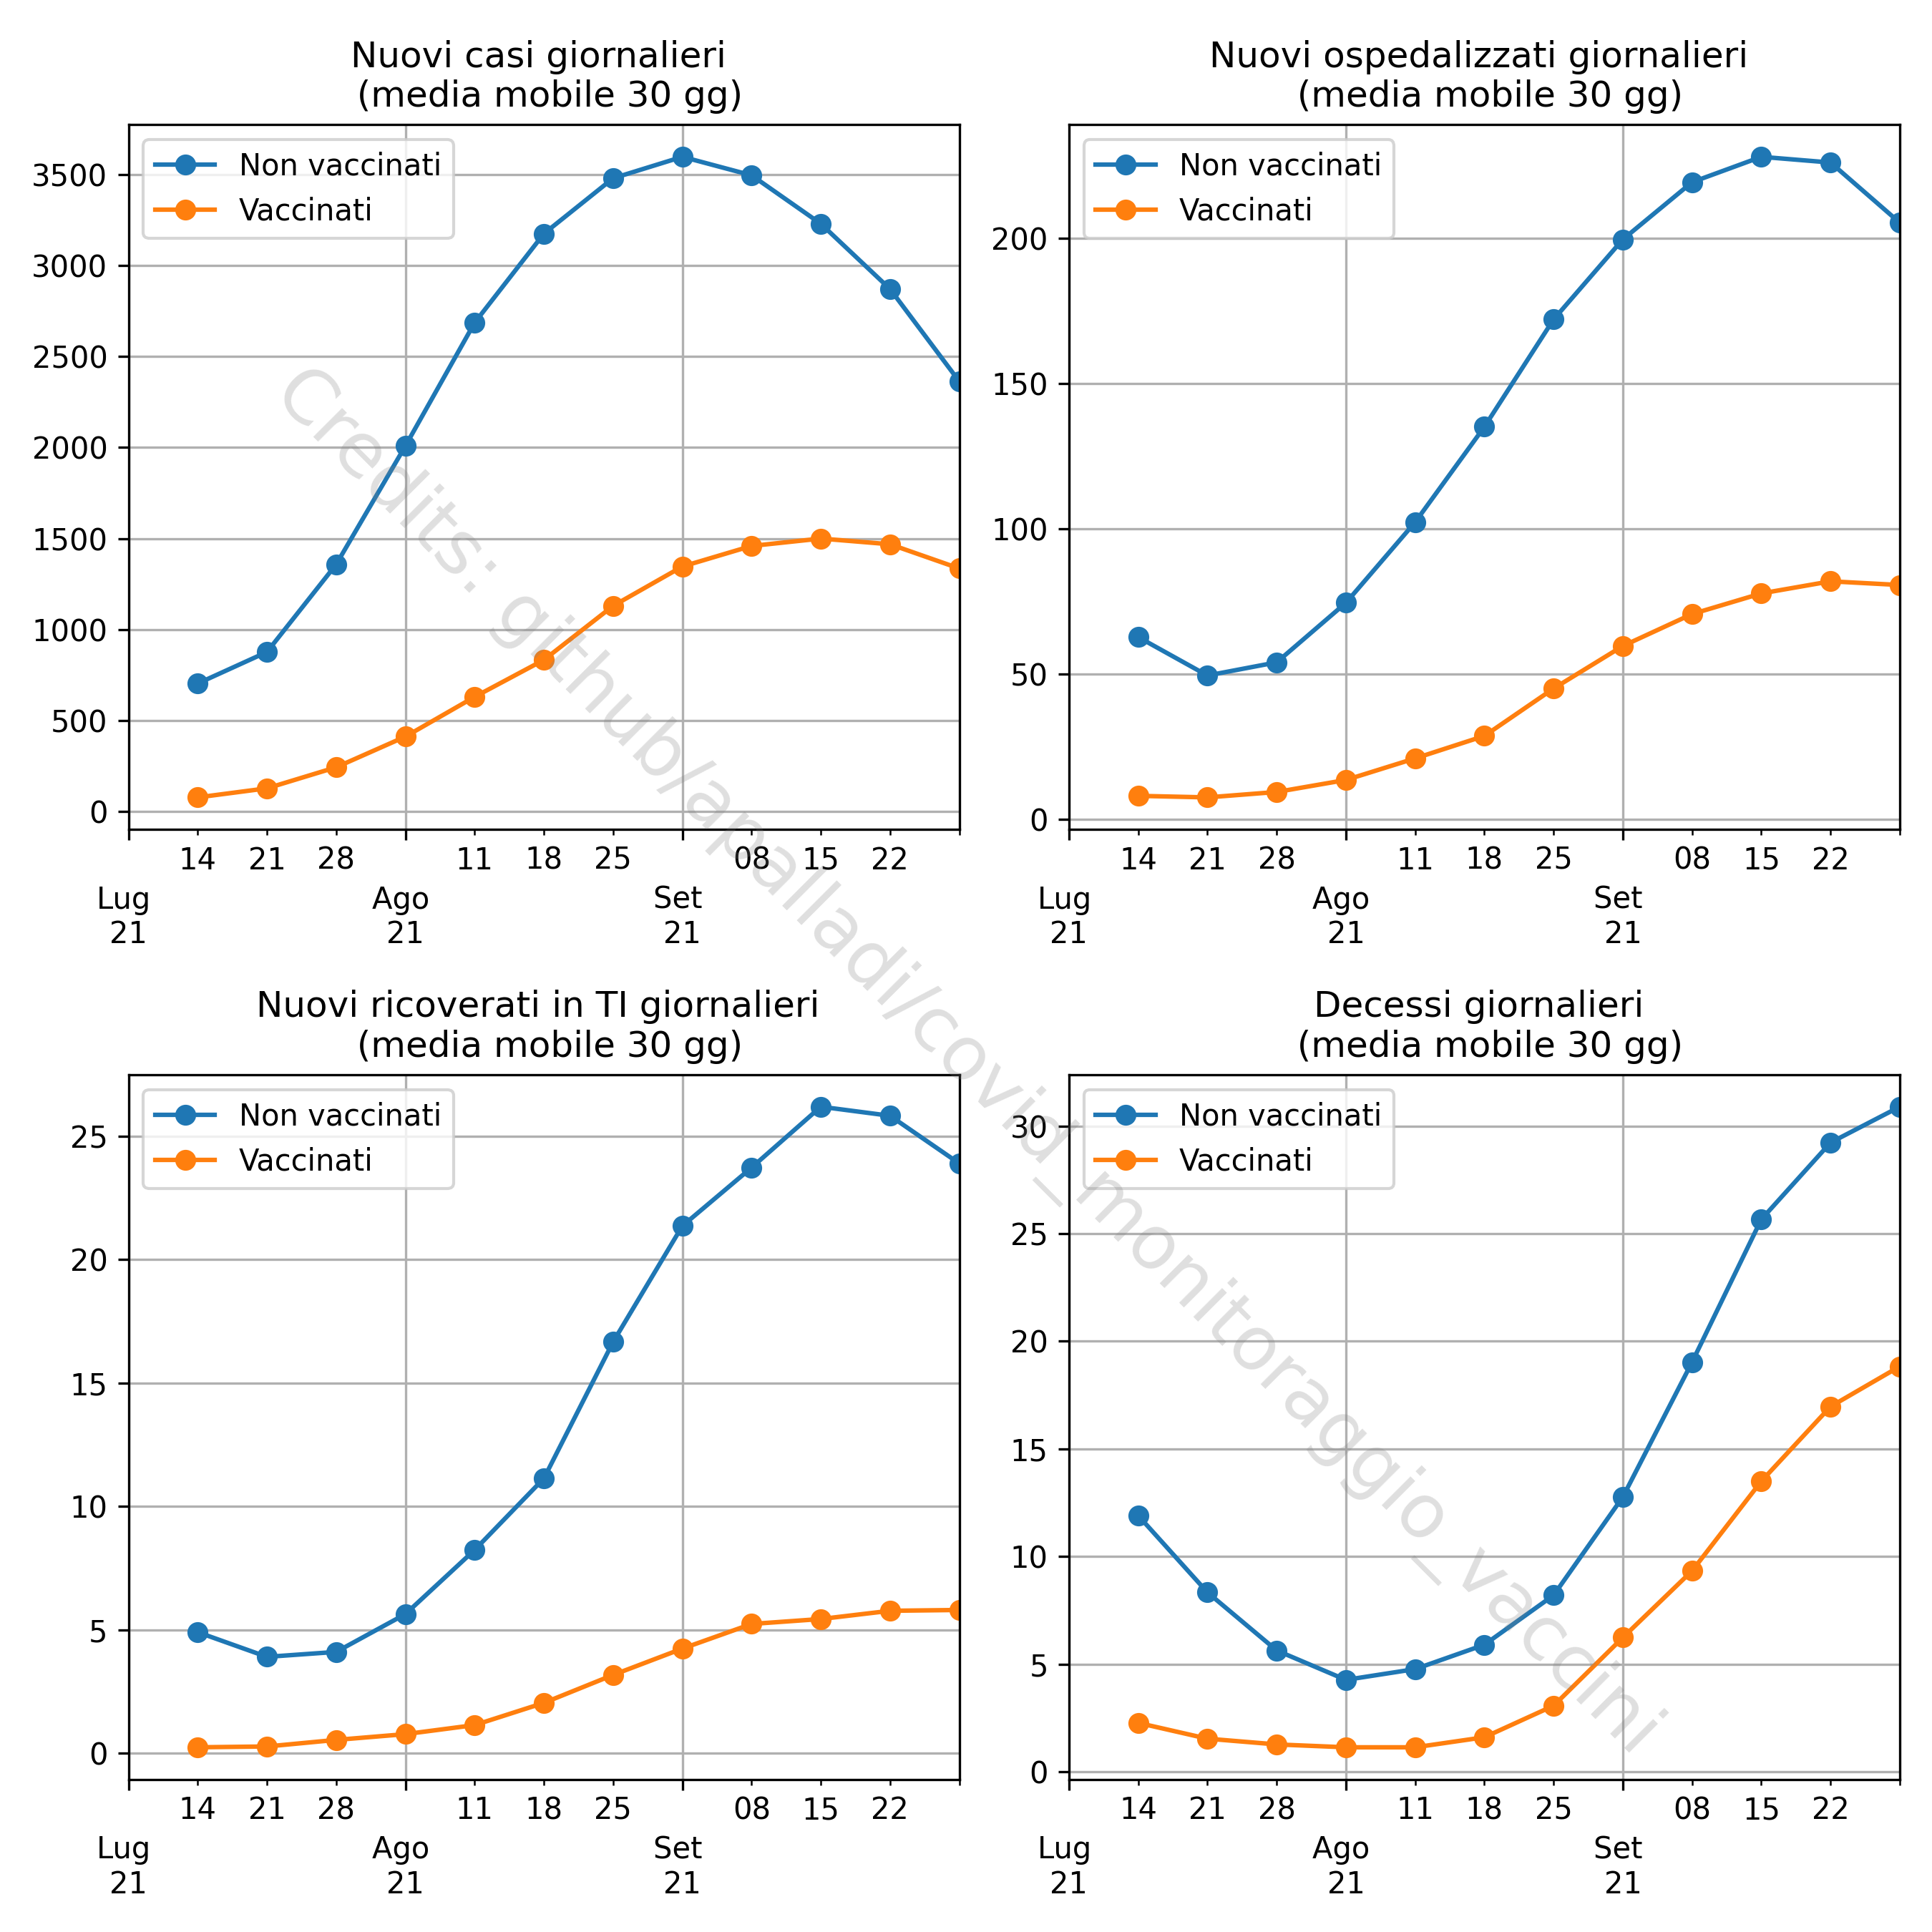 Nuovi casi giornalieri
(media mobile 30 gg)
Non vaccinati
Vaccinati
3500
3000
2500
2000
1500
1000
500
0
14 21 28 11 18 25 08 15 22
Lug Ago Set
21 21 21
Nuovi ospedalizzati giornalieri
(media mobile 30 gg)
Non vaccinati
Vaccinati
200
150
100
50
0
14 21 28 11 18 25 08 15 22
Lug Ago Set
21 21 21
Nuovi ricoverati in TI giornalieri
(media mobile 30 gg)
Non vaccinati
Vaccinati
25
20
15
10
5
0
14 21 28 11 18 25 08 15 22
Lug Ago Set
21 21 21
Decessi giornalieri
(media mobile 30 gg)
Non vaccinati
Vaccinati
30
25
20
15
10
5
0
14 21 28 11 18 25 08 15 22
Lug Ago Set
21 21 21
Credits: github/apalladi/covid_monitoraggio_vaccini